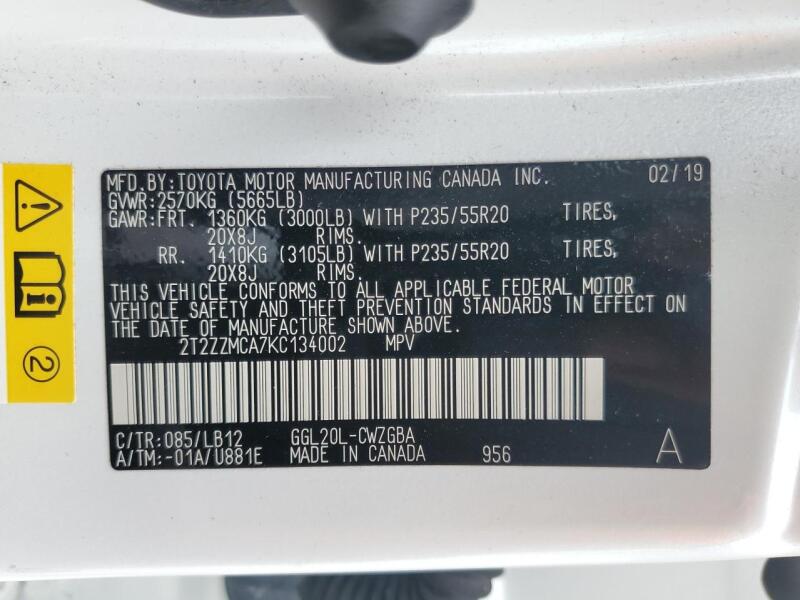 MFD.BY:TOYOTA MOTOR MANUFACTURING CANADA INC. 02/19
GVWR:2570KG (5665LB)
GAWR:FRT. 1360KG (3000LB) WITH P235/55R20 TIRES,
20X8J RIMS.
RR. 1410KG (3105LB) WITH P235/55R20 TIRES,
20X8J RIMS.
THIS VEHICLE CONFORMS TO ALL APPLICABLE FEDERAL MOTOR
VEHICLE SAFETY AND THEFT PREVENTION STANDARDS IN EFFECT ON
THE DATE OF MANUFACTURE SHOWN ABOVE.
2T2ZZMCA7KC134002 MPV
C/TR:085/LB12 GGL20L-CWZGBA
A/TM:-01A/U881E MADE IN CANADA 956 A
2